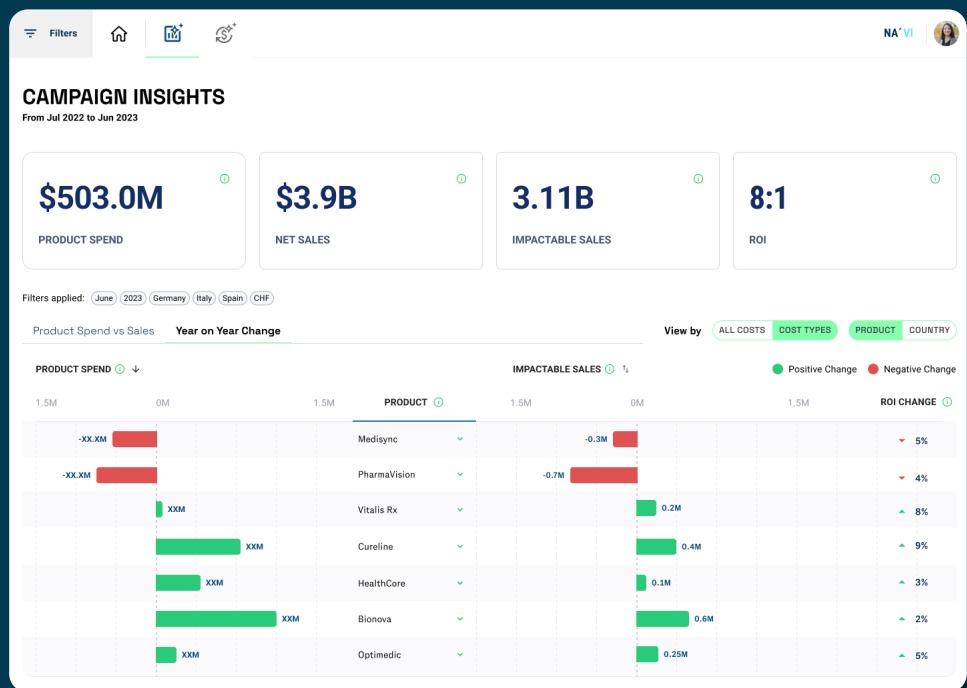 Filters
NA´VI
CAMPAIGN INSIGHTS
From Jul 2022 to Jun 2023
$503.0M
PRODUCT SPEND
$3.9B
NET SALES
3.11B
IMPACTABLE SALES
8:1
ROI
Filters applied: June 2023 Germany Italy Spain CHF
Product Spend vs Sales Year on Year Change
View by ALL COSTS COST TYPES PRODUCT COUNTRY
PRODUCT SPEND IMPACTABLE SALES Positive Change Negative Change
1.5M 0M 1.5M PRODUCT 1.5M 0M 1.5M ROI CHANGE
-XX.XM Medisync -0.3M 5%
-XX.XM PharmaVision -0.7M 4%
XXM Vitalis Rx 0.2M 8%
XXM Cureline 0.4M 9%
XXM HealthCore 0.1M 3%
XXM Bionova 0.6M 2%
XXM Optimedic 0.25M 5%